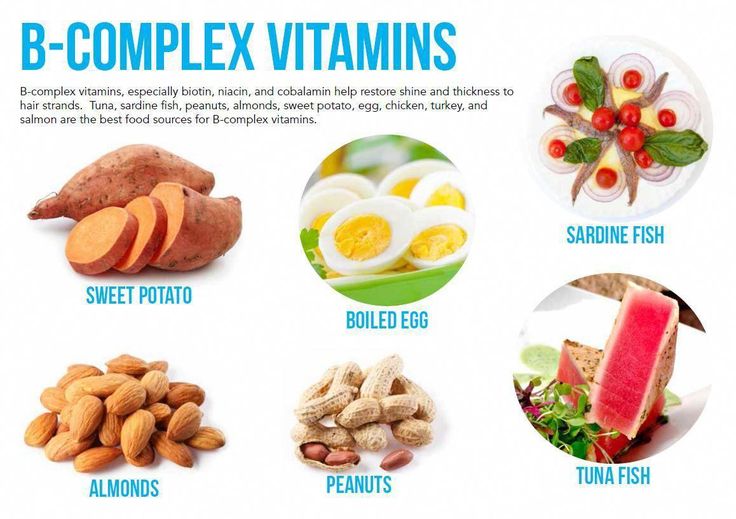 B-COMPLEX VITAMINS
B-complex vitamins, especially biotin, niacin, and cobalamin help restore shine and thickness to
hair strands.  Tuna, sardine fish, peanuts, almonds, sweet potato, egg, chicken, turkey, and
salmon are the best food sources for B-complex vitamins.
SARDINE FISH
SWEET POTATO
BOILED EGG
ALMONDS
PEANUTS
TUNA FISH